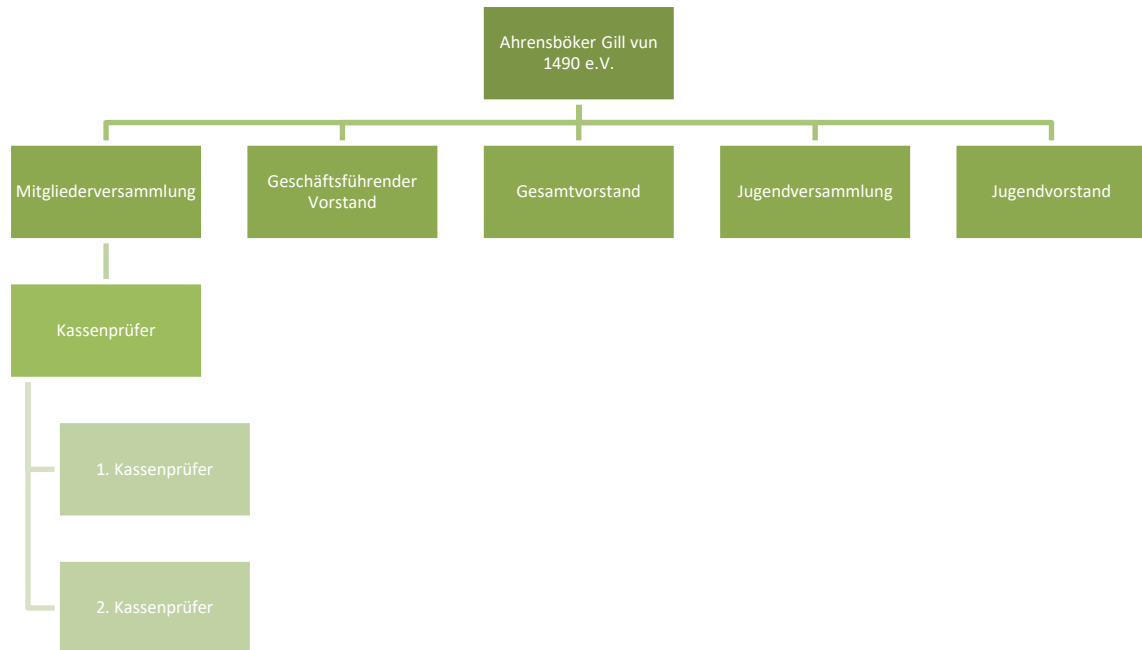 Ahrensböker Gill vun
1490 e.V.
Mitgliederversammlung
Geschäftsführender
Vorstand
Gesamtvorstand
Jugendversammlung
Jugendvorstand
Kassenprüfer
1. Kassenprüfer
2. Kassenprüfer